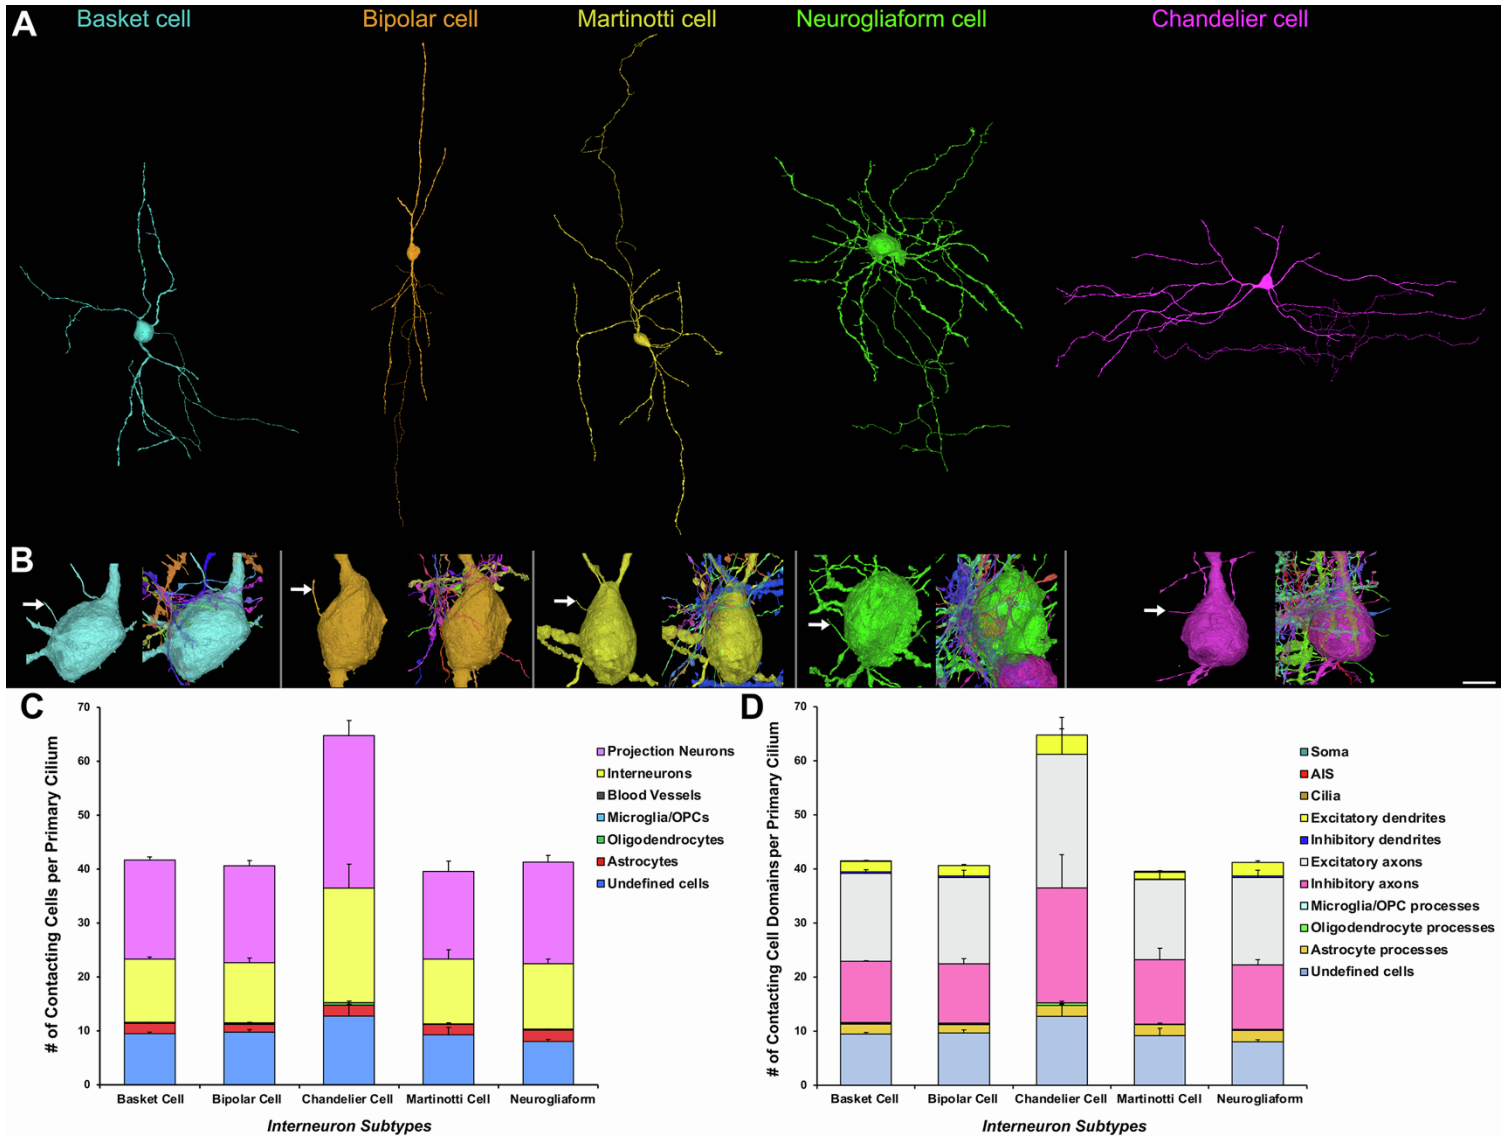 A
Basket cell
Bipolar cell
Martinotti cell
Neurogliaform cell
Chandelier cell
B
C
# of Contacting Cells per Primary Cilium
70
60
50
40
30
20
10
0
Projection Neurons
Interneurons
Blood Vessels
Microglia/OPCs
Oligodendrocytes
Astrocytes
Undefined cells
Basket Cell
Bipolar Cell
Chandelier Cell
Martinotti Cell
Neurogliaform
Interneuron Subtypes
D
# of Contacting Cell Domains per Primary Cilium
70
60
50
40
30
20
10
0
Soma
AIS
Cilia
Excitatory dendrites
Inhibitory dendrites
Excitatory axons
Inhibitory axons
Microglia/OPC processes
Oligodendrocyte processes
Astrocyte processes
Undefined cells
Basket Cell
Bipolar Cell
Chandelier Cell
Martinotti Cell
Neurogliaform
Interneuron Subtypes